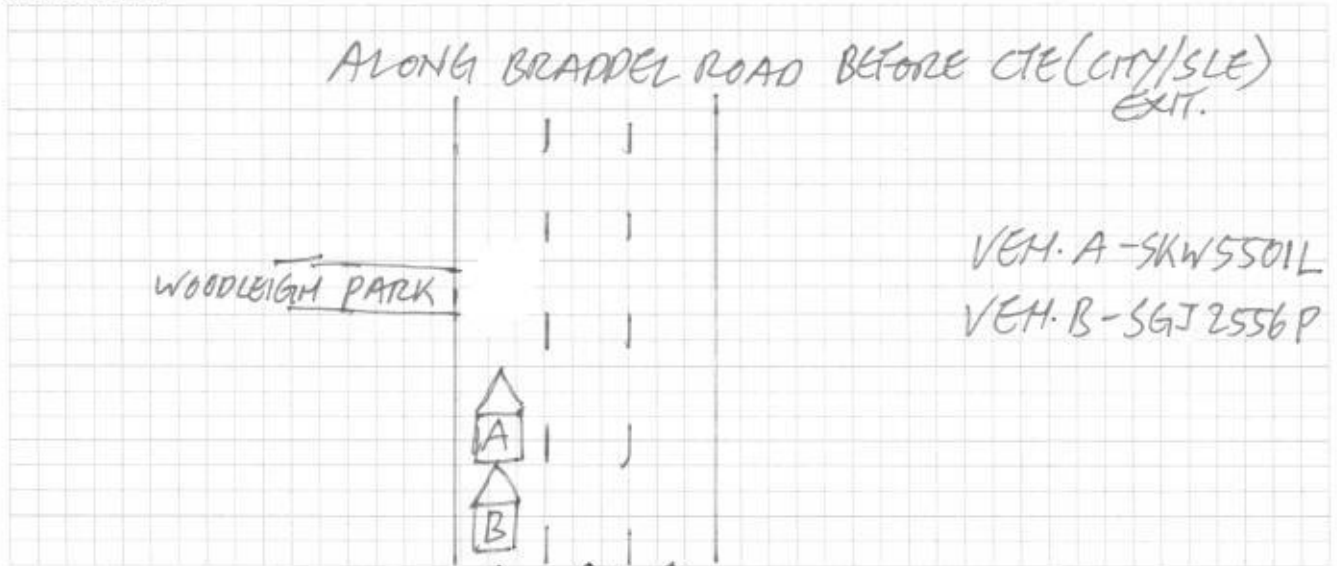 ALONG BRADDEL ROAD BEFORE CTE (CITY/SLE)
EXIT.
WOODLEIGH PARK
VEH. A - SKW5501L
VEH. B - SGJ2556P
A
B